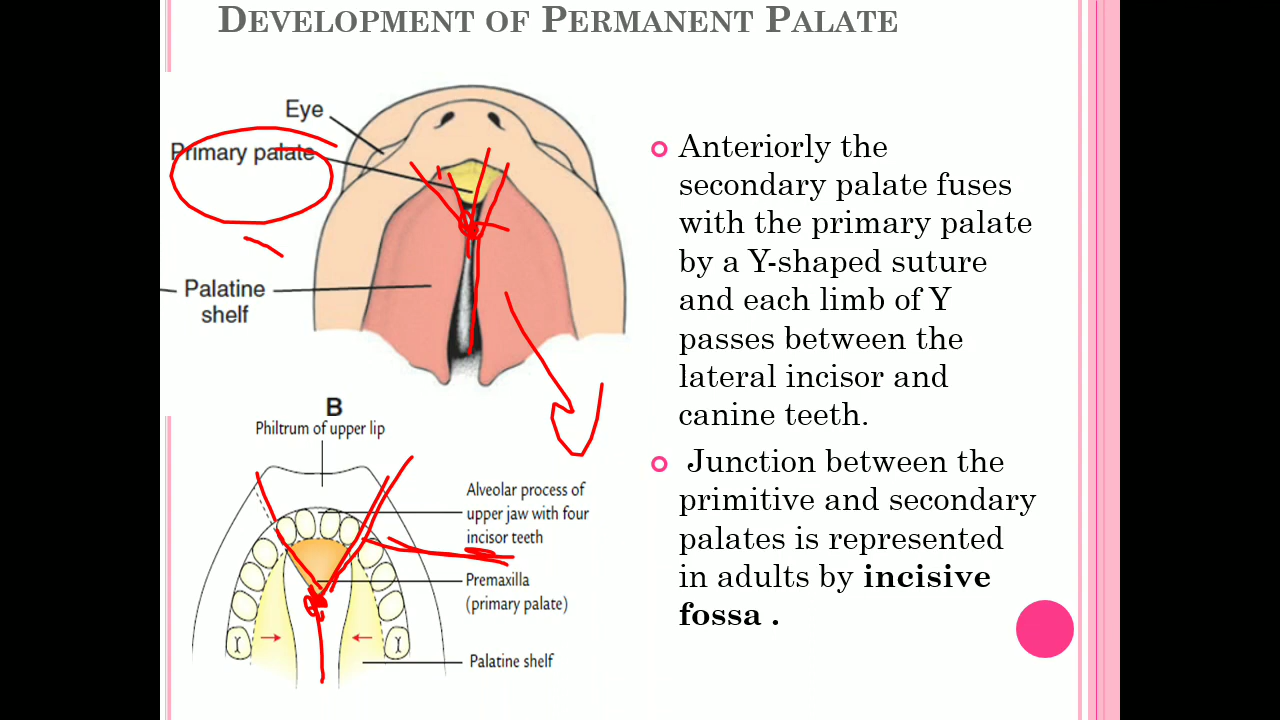 DEVELOPMENT OF PERMANENT PALATE
Eye
Primary palate
Palatine
shelf
B
Philtrum of upper lip
Alveolar process of
upper jaw with four
incisor teeth
Premaxilla
(primary palate)
Palatine shelf
Anteriorly the
secondary palate fuses
with the primary palate
by a Y-shaped suture
and each limb of Y
passes between the
lateral incisor and
canine teeth.
Junction between the
primitive and secondary
palates is represented
in adults by incisive
fossa .